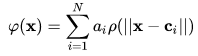 φ(𝐱) = ∑_{i=1}^{N} a_i ρ(||𝐱 − 𝐜_i||)